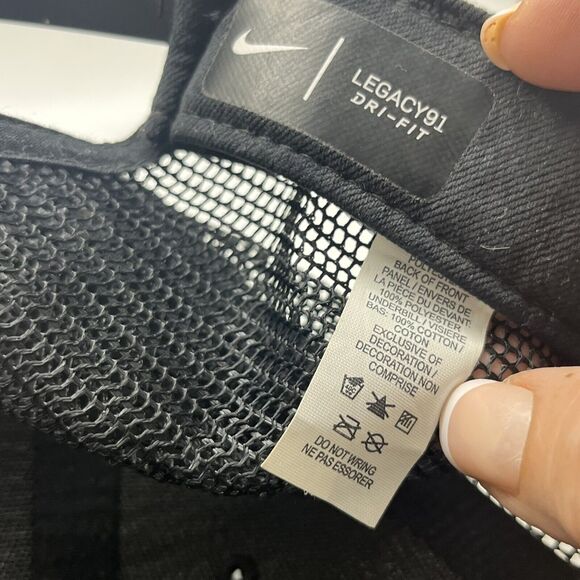 LEGACY91
DRI-FIT
BACK OF FRONT
PANEL / ENVERS DE
LA PIÈCE DU DEVANT:
100% POLYESTER
UNDERBILL / VISIÈRE
BAS: 100% COTTON /
COTON
EXCLUSIVE OF
DECORATION /
DÉCORATION NON
COMPRISE
DO NOT WRING
NE PAS ESSORER